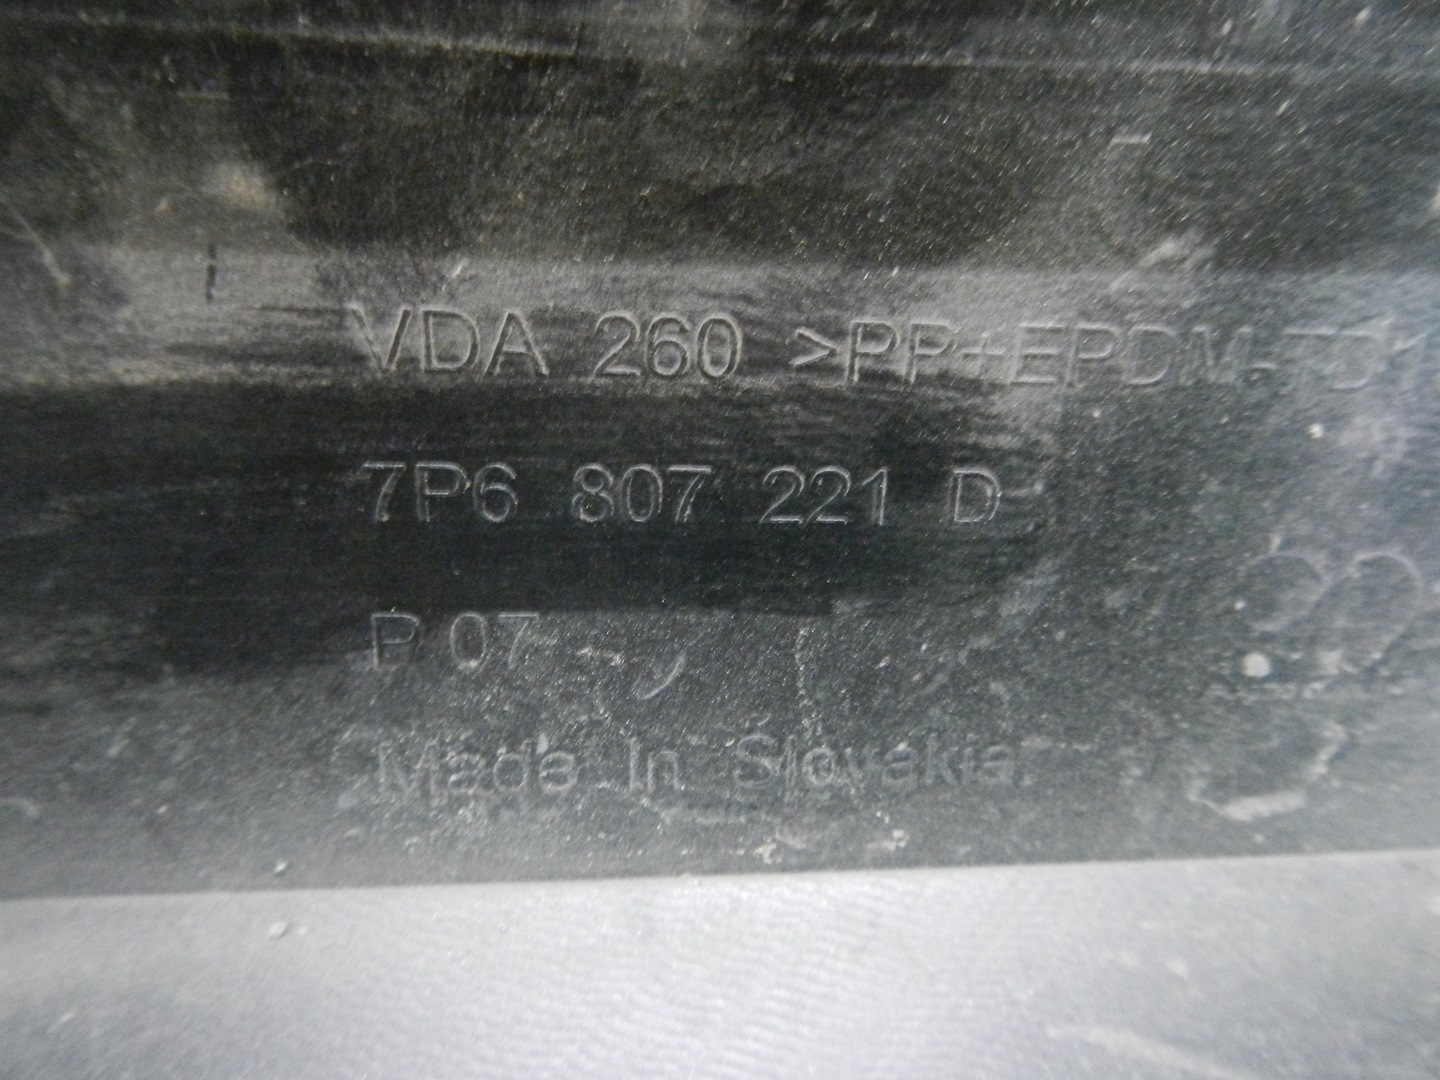 VDA 260 >PP+EPDM-TD1
7P6 807 221 D
P 07
Made In Slovakia